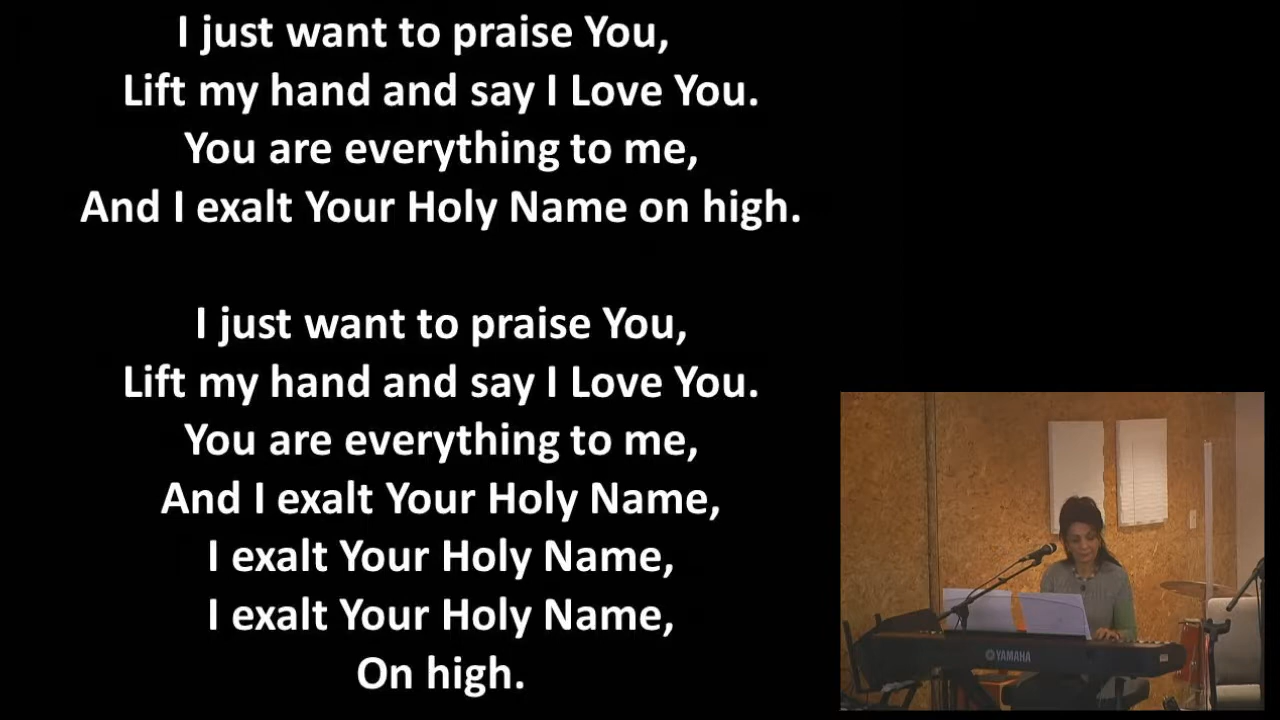 I just want to praise You,
Lift my hand and say I Love You.
You are everything to me,
And I exalt Your Holy Name on high.
I just want to praise You,
Lift my hand and say I Love You.
You are everything to me,
And I exalt Your Holy Name,
I exalt Your Holy Name,
I exalt Your Holy Name,
On high.
YAMAHA